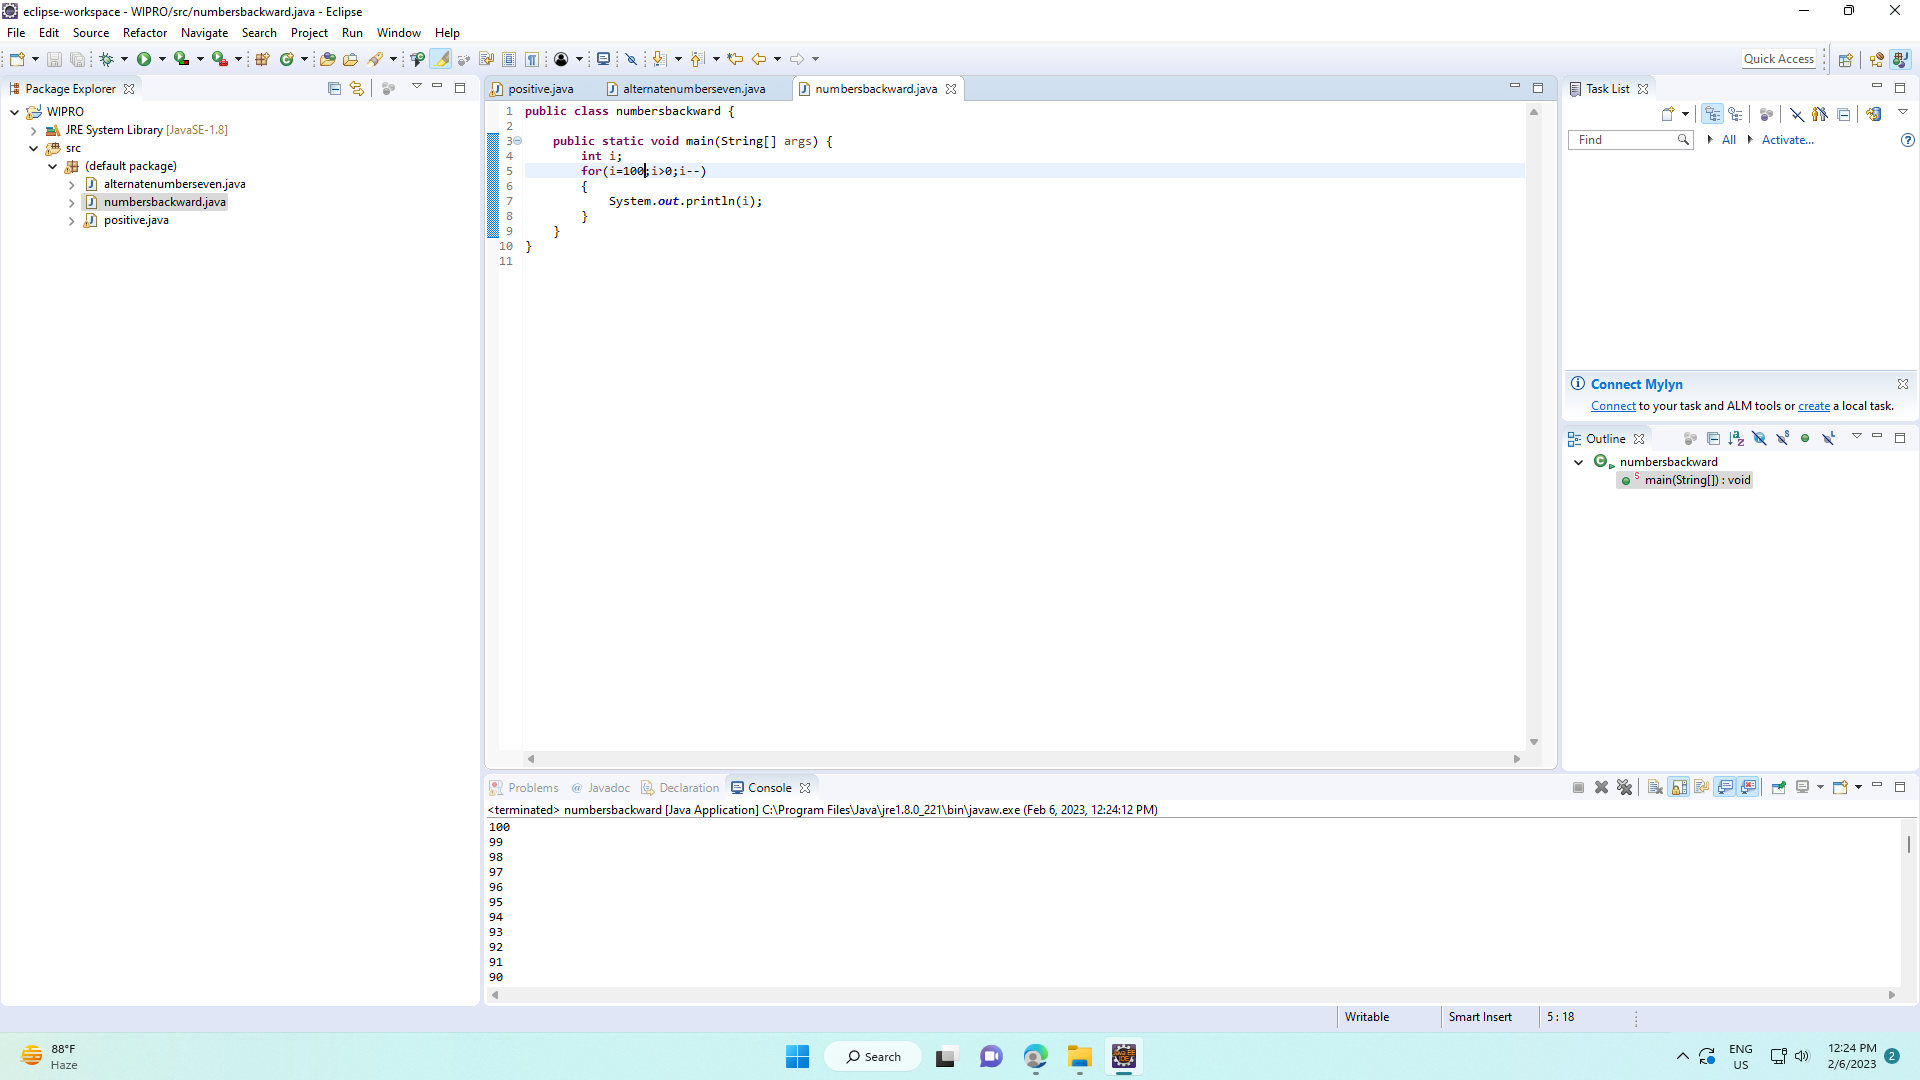 eclipse-workspace - WIPRO/src/numbersbackward.java - Eclipse
File Edit Source Refactor Navigate Search Project Run Window Help
Quick Access
Package Explorer
WIPRO
JRE System Library [JavaSE-1.8]
src
(default package)
alternatenumberseven.java
numbersbackward.java
positive.java
positive.java alternatenumberseven.java numbersbackward.java
1 public class numbersbackward {
2
3 public static void main(String[] args) {
4 int i;
5 for(i=100;i>0;i--)
6 {
7 System.out.println(i);
8 }
9 }
10 }
11
Task List
Find All Activate...
Connect Mylyn
Connect to your task and ALM tools or create a local task.
Outline
numbersbackward
main(String[]) : void
Problems Javadoc Declaration Console
<terminated> numbersbackward [Java Application] C:\Program Files\Java\jre1.8.0_221\bin\javaw.exe (Feb 6, 2023, 12:24:12 PM)
100
99
98
97
96
95
94
93
92
91
90
Writable Smart Insert 5 : 18
88°F
Haze
Search
ENG
US
12:24 PM
2/6/2023
2